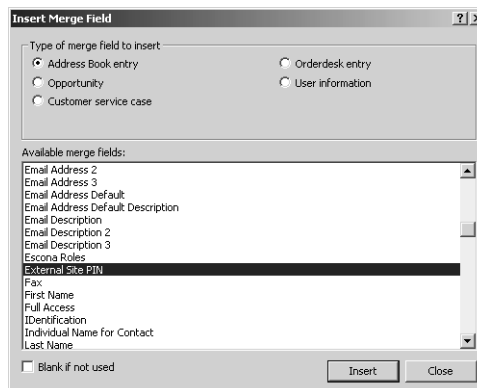 Insert Merge Field
Type of merge field to insert
Address Book entry
Orderdesk entry
Opportunity
User information
Customer service case
Available merge fields:
Email Address 2
Email Address 3
Email Address Default
Email Address Default Description
Email Description
Email Description 2
Email Description 3
Escona Roles
External Site PIN
Fax
First Name
Full Access
IDentification
Individual Name for Contact
Last Name
Blank if not used
Insert
Close